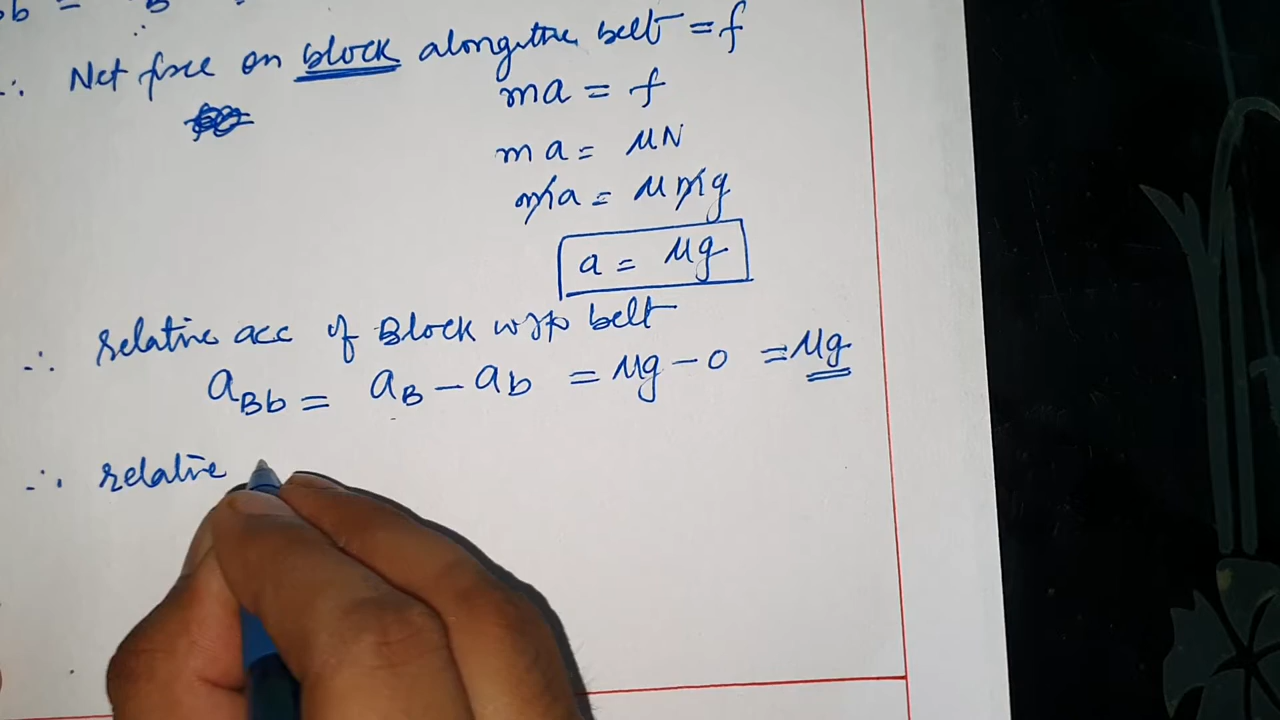 ∴ Net force on block along the belt = f
ma = f
ma = μN
ma = μmg
a = μg
∴ relative acc of Block w.r.to belt
a_Bb = a_B - a_b = μg - 0 = μg
∴ relative